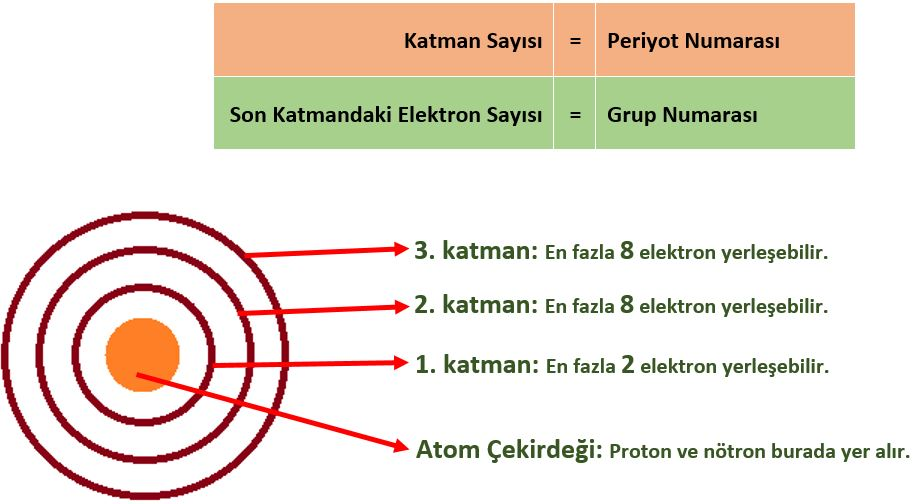 Katman Sayısı = Periyot Numarası
Son Katmandaki Elektron Sayısı = Grup Numarası
3. katman: En fazla 8 elektron yerleşebilir.
2. katman: En fazla 8 elektron yerleşebilir.
1. katman: En fazla 2 elektron yerleşebilir.
Atom Çekirdeği: Proton ve nötron burada yer alır.